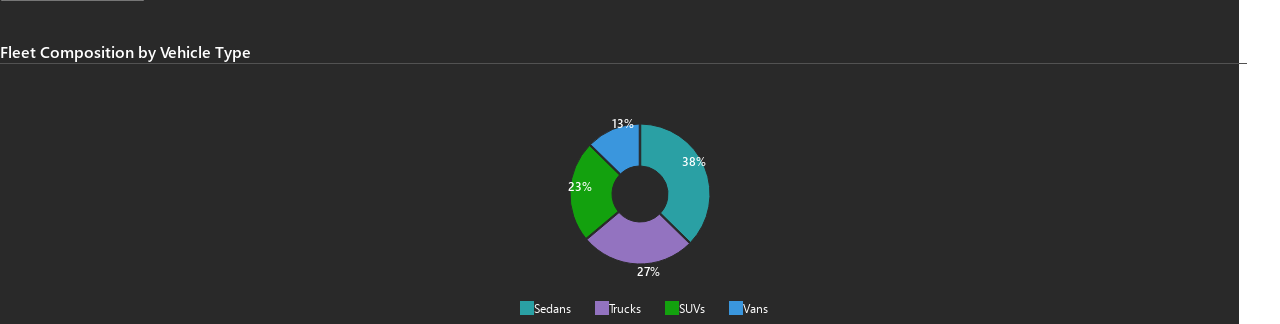 Fleet Composition by Vehicle Type
13%
38%
23%
27%
Sedans Trucks SUVs Vans